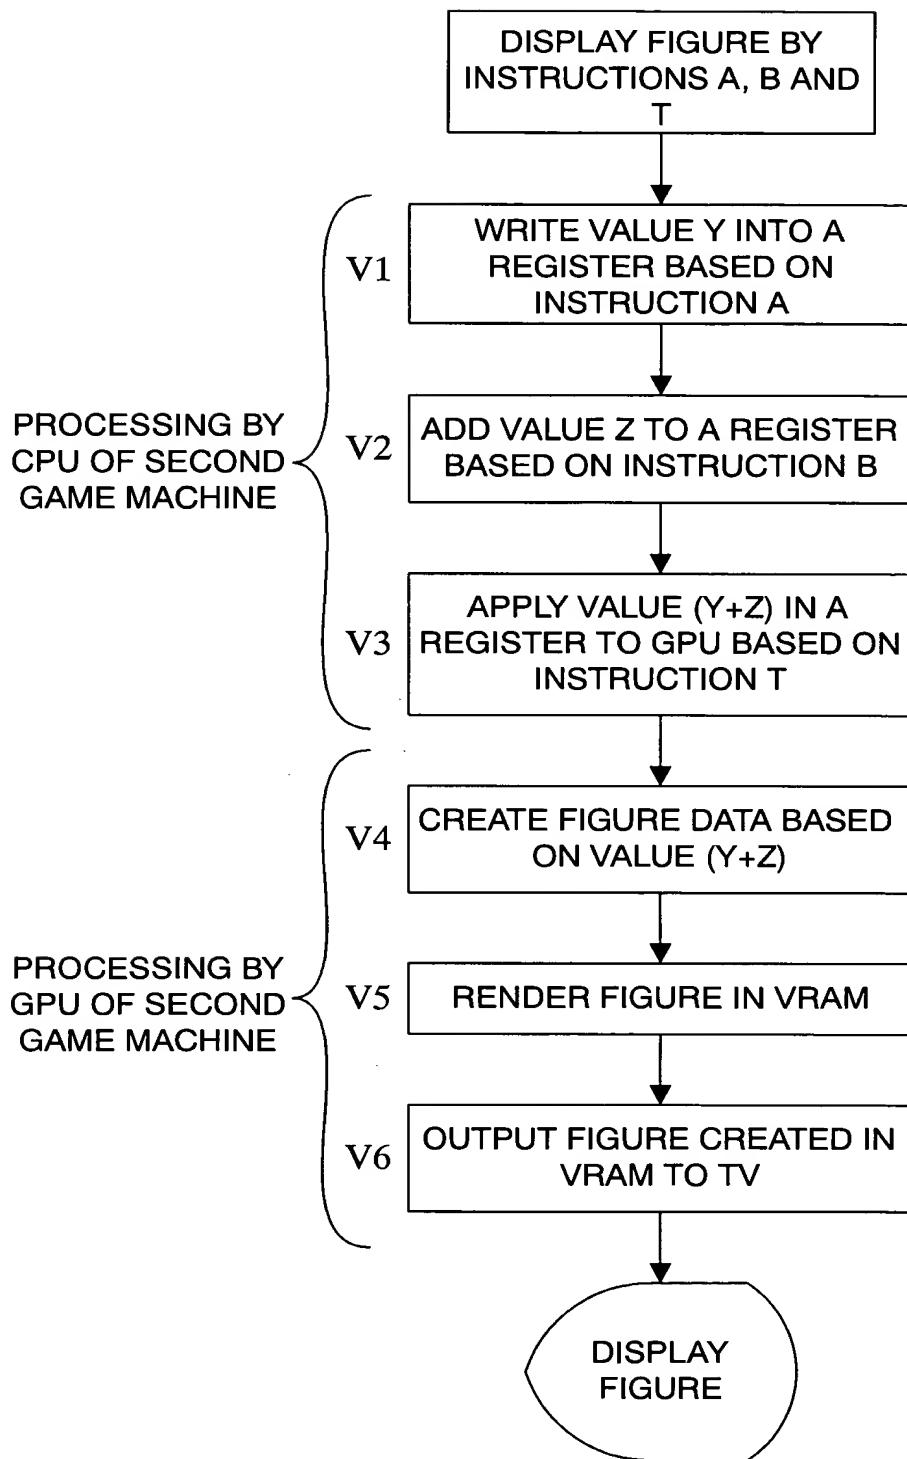 DISPLAY FIGURE BY
INSTRUCTIONS A, B AND
T
V1
WRITE VALUE Y INTO A
REGISTER BASED ON
INSTRUCTION A
PROCESSING BY
CPU OF SECOND
GAME MACHINE
V2
ADD VALUE Z TO A REGISTER
BASED ON INSTRUCTION B
V3
APPLY VALUE (Y+Z) IN A
REGISTER TO GPU BASED ON
INSTRUCTION T
V4
CREATE FIGURE DATA BASED
ON VALUE (Y+Z)
PROCESSING BY
GPU OF SECOND
GAME MACHINE
V5
RENDER FIGURE IN VRAM
V6
OUTPUT FIGURE CREATED IN
VRAM TO TV
DISPLAY
FIGURE